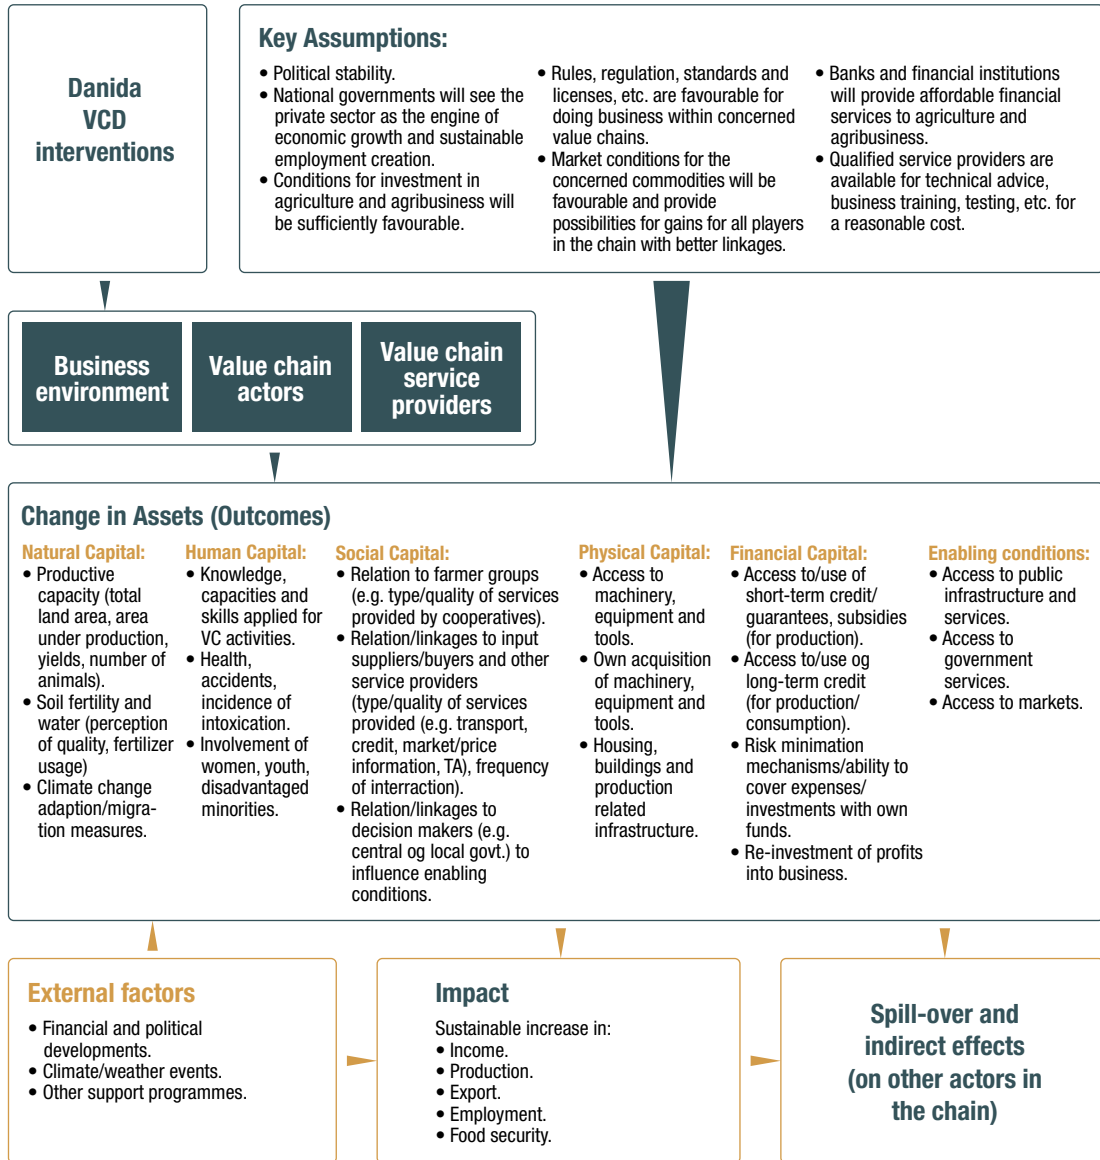 Danida
VCD
interventions
Key Assumptions:
• Political stability.
• National governments will see the
private sector as the engine of
economic growth and sustainable
employment creation.
• Conditions for investment in
agriculture and agribusiness will
be sufficiently favourable.
• Rules, regulation, standards and
licenses, etc. are favourable for
doing business within concerned
value chains.
• Market conditions for the
concerned commodities will be
favourable and provide
possibilities for gains for all players
in the chain with better linkages.
• Banks and financial institutions
will provide affordable financial
services to agriculture and
agribusiness.
• Qualified service providers are
available for technical advice,
business training, testing, etc. for
a reasonable cost.
Business
environment
Value chain
actors
Value chain
service
providers
Change in Assets (Outcomes)
Natural Capital:
• Productive
capacity (total
land area, area
under production,
yields, number of
animals).
• Soil fertility and
water (perception
of quality, fertilizer
usage)
• Climate change
adaption/migra-
tion measures.
Human Capital:
• Knowledge,
capacities and
skills applied for
VC activities.
• Health,
accidents,
incidence of
intoxication.
• Involvement of
women, youth,
disadvantaged
minorities.
Social Capital:
• Relation to farmer groups
(e.g. type/quality of services
provided by cooperatives).
• Relation/linkages to input
suppliers/buyers and other
service providers
(type/quality of services
provided (e.g. transport,
credit, market/price
information, TA), frequency
of interraction).
• Relation/linkages to
decision makers (e.g.
central og local govt.) to
influence enabling
conditions.
Physical Capital:
• Access to
machinery,
equipment and
tools.
• Own acquisition
of machinery,
equipment and
tools.
• Housing,
buildings and
production
related
infrastructure.
Financial Capital:
• Access to/use of
short-term credit/
guarantees, subsidies
(for production).
• Access to/use og
long-term credit
(for production/
consumption).
• Risk minimation
mechanisms/ability to
cover expenses/
investments with own
funds.
• Re-investment of profits
into business.
Enabling conditions:
• Access to public
infrastructure and
services.
• Access to
government
services.
• Access to markets.
External factors
• Financial and political
developments.
• Climate/weather events.
• Other support programmes.
Impact
Sustainable increase in:
• Income.
• Production.
• Export.
• Employment.
• Food security.
Spill-over and
indirect effects
(on other actors in
the chain)